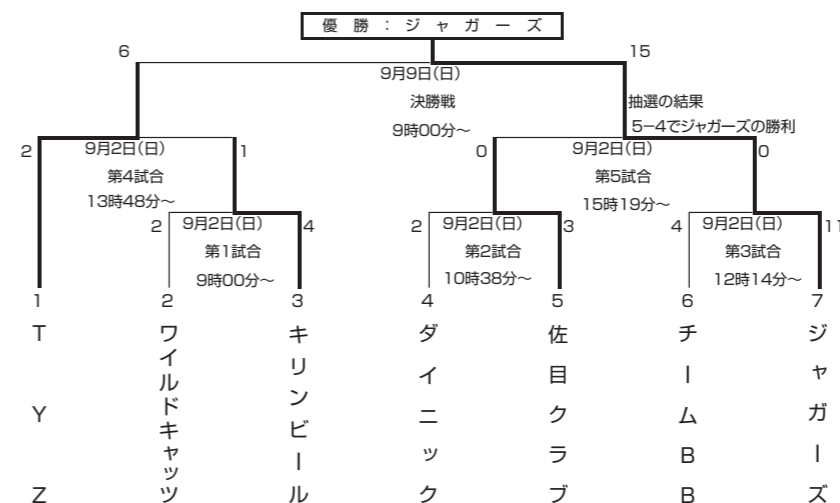 優勝：ジャガーズ
6
15
9月9日(日)
決勝戦
9時00分～
抽選の結果
5−4でジャガーズの勝利
2
9月2日(日)
第4試合
13時48分～
1
0
9月2日(日)
第5試合
15時19分～
0
2
9月2日(日)
第1試合
9時00分～
4
2
9月2日(日)
第2試合
10時38分～
3
4
9月2日(日)
第3試合
12時14分～
11
1
2
3
4
5
6
7
TYZ
ワイルドキャッツ
キリンビール
ダイニック
佐目クラブ
チームBB
ジャガーズ